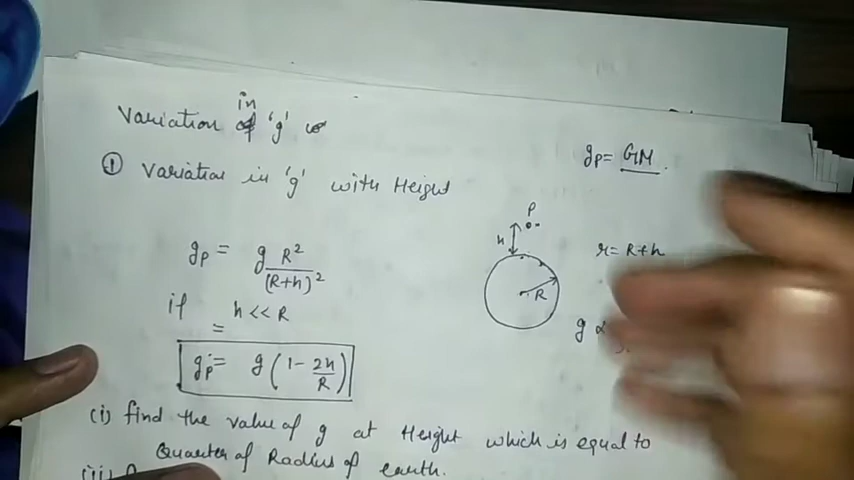 Variation in 'g'
① Variation in 'g' with Height
gp = GM
P
h
r = R+h
R
g ∝
gp = g R² / (R+h)²
if h << R
gp = g (1 - 2h/R)
(i) find the value of g at Height which is equal to
Quarter of Radius of earth.
(ii)